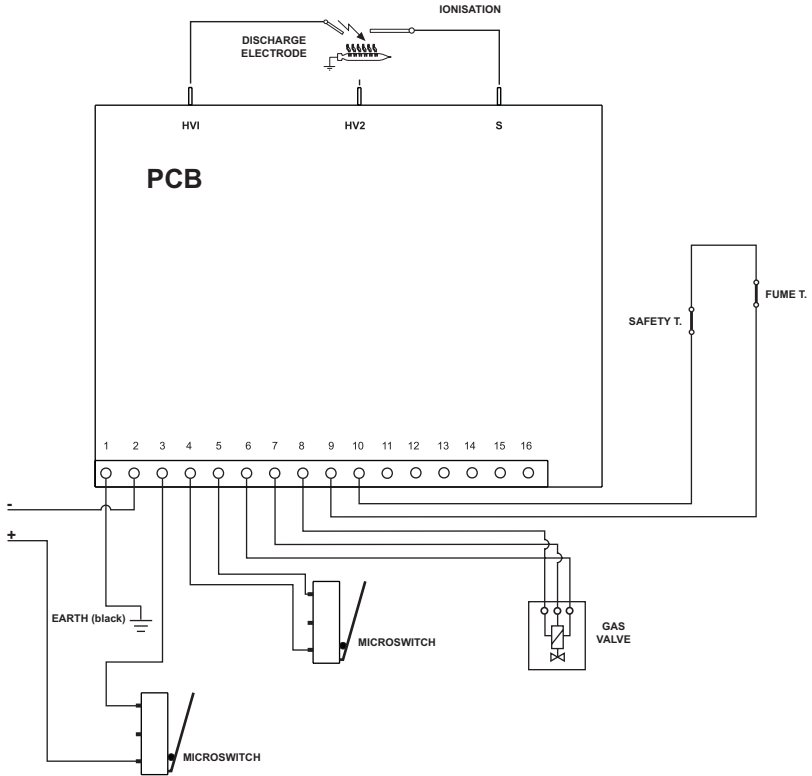 IONISATION
DISCHARGE
ELECTRODE
HVI
HV2
S
PCB
FUME T.
SAFETY T.
1 2 3 4 5 6 7 8 9 10 11 12 13 14 15 16
-
+
EARTH (black)
GAS
VALVE
MICROSWITCH
MICROSWITCH